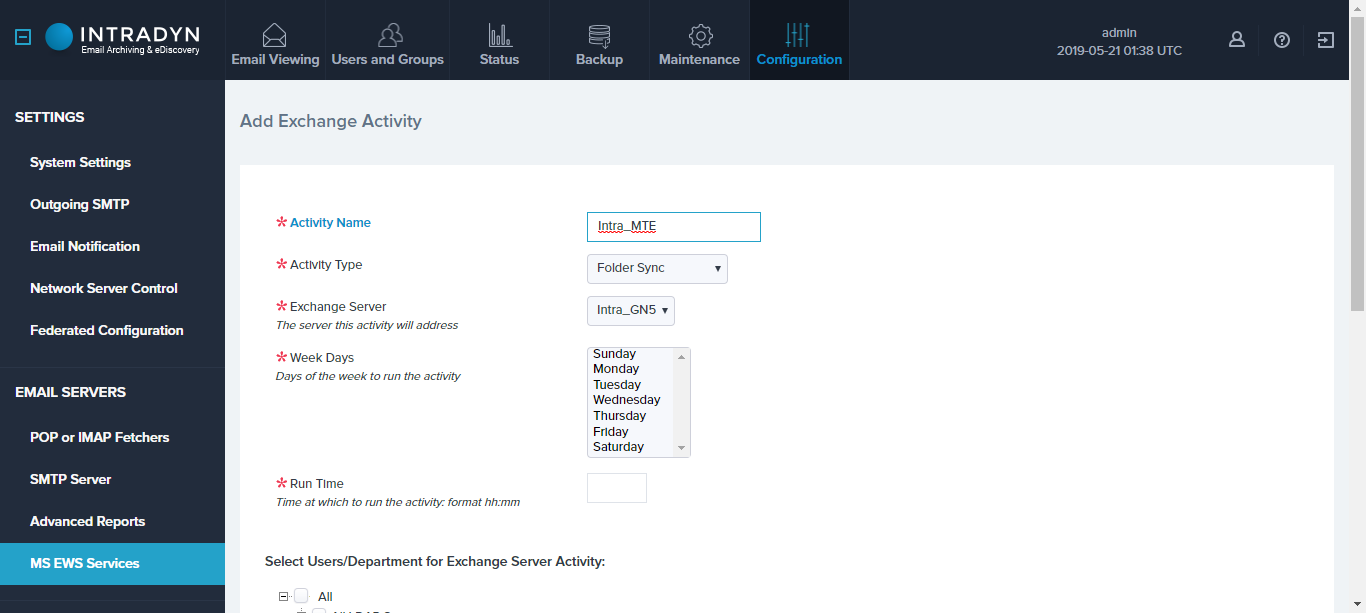 INTRADYN
Email Archiving & eDiscovery
Email Viewing
Users and Groups
Status
Backup
Maintenance
Configuration
admin
2019-05-21 01:38 UTC
SETTINGS
System Settings
Outgoing SMTP
Email Notification
Network Server Control
Federated Configuration
EMAIL SERVERS
POP or IMAP Fetchers
SMTP Server
Advanced Reports
MS EWS Services
Add Exchange Activity
* Activity Name
Intra_MTE
* Activity Type
Folder Sync
* Exchange Server
The server this activity will address
Intra_GN5
* Week Days
Days of the week to run the activity
Sunday
Monday
Tuesday
Wednesday
Thursday
Friday
Saturday
* Run Time
Time at which to run the activity: format hh:mm
Select Users/Department for Exchange Server Activity:
All